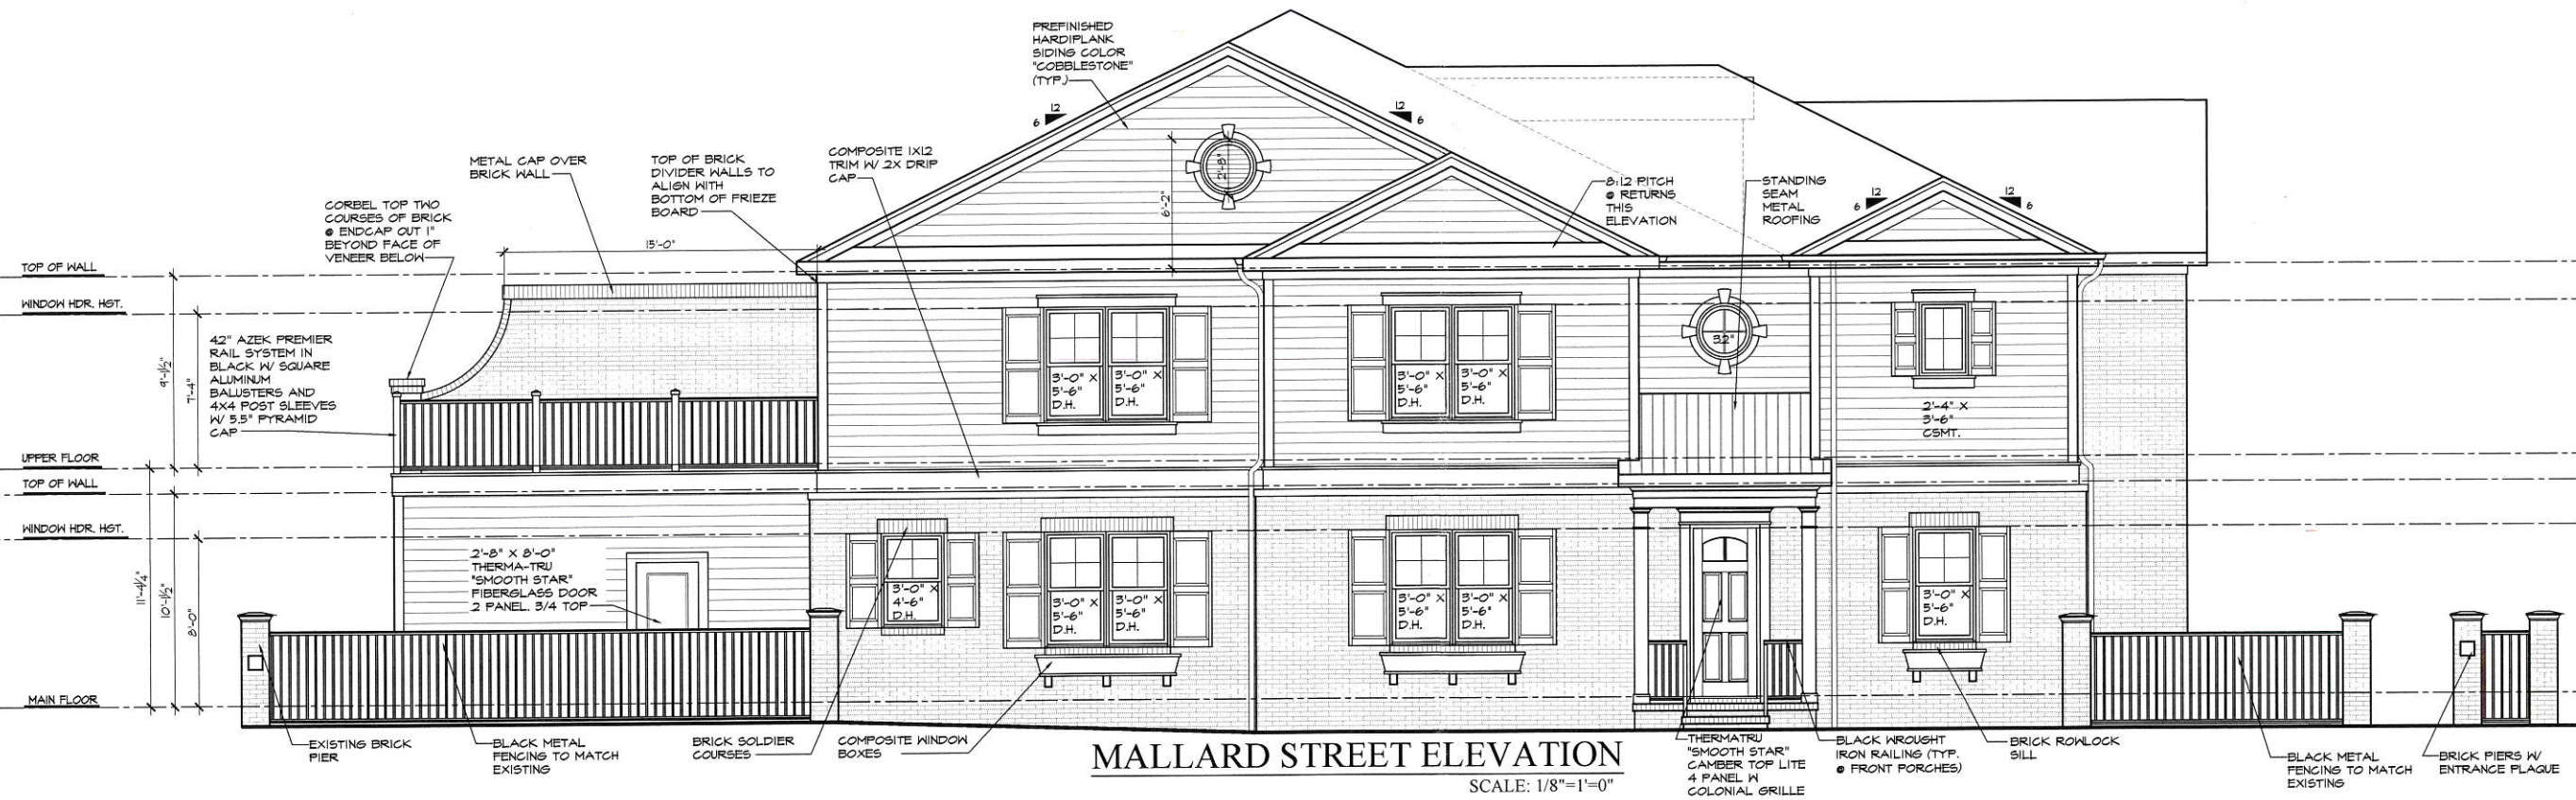 PREFINISHED
HARDIPLANK
SIDING COLOR
"COBBLESTONE"
(TYP.)
12
6
12
6
METAL CAP OVER
BRICK WALL
TOP OF BRICK
DIVIDER WALLS TO
ALIGN WITH
BOTTOM OF FRIEZE
BOARD
COMPOSITE 1X12
TRIM W/ 2X DRIP
CAP
2'-8"
6'-2"
8:12 PITCH
@ RETURNS
THIS
ELEVATION
STANDING
SEAM
METAL
ROOFING
12
6
12
6
CORBEL TOP TWO
COURSES OF BRICK
@ ENDCAP OUT 1"
BEYOND FACE OF
VENEER BELOW
15'-0"
TOP OF WALL
WINDOW HDR. HGT.
42" AZEK PREMIER
RAIL SYSTEM IN
BLACK W/ SQUARE
ALUMINUM
BALUSTERS AND
4X4 POST SLEEVES
W/ 5.5" PYRAMID
CAP
9'-1½"
7'-4"
32"
3'-0" X
5'-6"
D.H.
3'-0" X
5'-6"
D.H.
3'-0" X
5'-6"
D.H.
3'-0" X
5'-6"
D.H.
2'-4" X
3'-6"
CSMT.
UPPER FLOOR
TOP OF WALL
WINDOW HDR. HGT.
11'-4¼"
10'-1½"
8'-0"
2'-8" X 8'-0"
THERMA-TRU
"SMOOTH STAR"
FIBERGLASS DOOR
2 PANEL. 3/4 TOP
3'-0" X
4'-6"
D.H.
3'-0" X
5'-6"
D.H.
3'-0" X
5'-6"
D.H.
3'-0" X
5'-6"
D.H.
3'-0" X
5'-6"
D.H.
3'-0" X
5'-6"
D.H.
MAIN FLOOR
EXISTING BRICK
PIER
BLACK METAL
FENCING TO MATCH
EXISTING
BRICK SOLDIER
COURSES
COMPOSITE WINDOW
BOXES
MALLARD STREET ELEVATION
SCALE: 1/8"=1'=0"
THERMATRU
"SMOOTH STAR"
CAMBER TOP LITE
4 PANEL W
COLONIAL GRILLE
BLACK WROUGHT
IRON RAILING (TYP.
@ FRONT PORCHES)
BRICK ROWLOCK
SILL
BLACK METAL
FENCING TO MATCH
EXISTING
BRICK PIERS W/
ENTRANCE PLAQUE